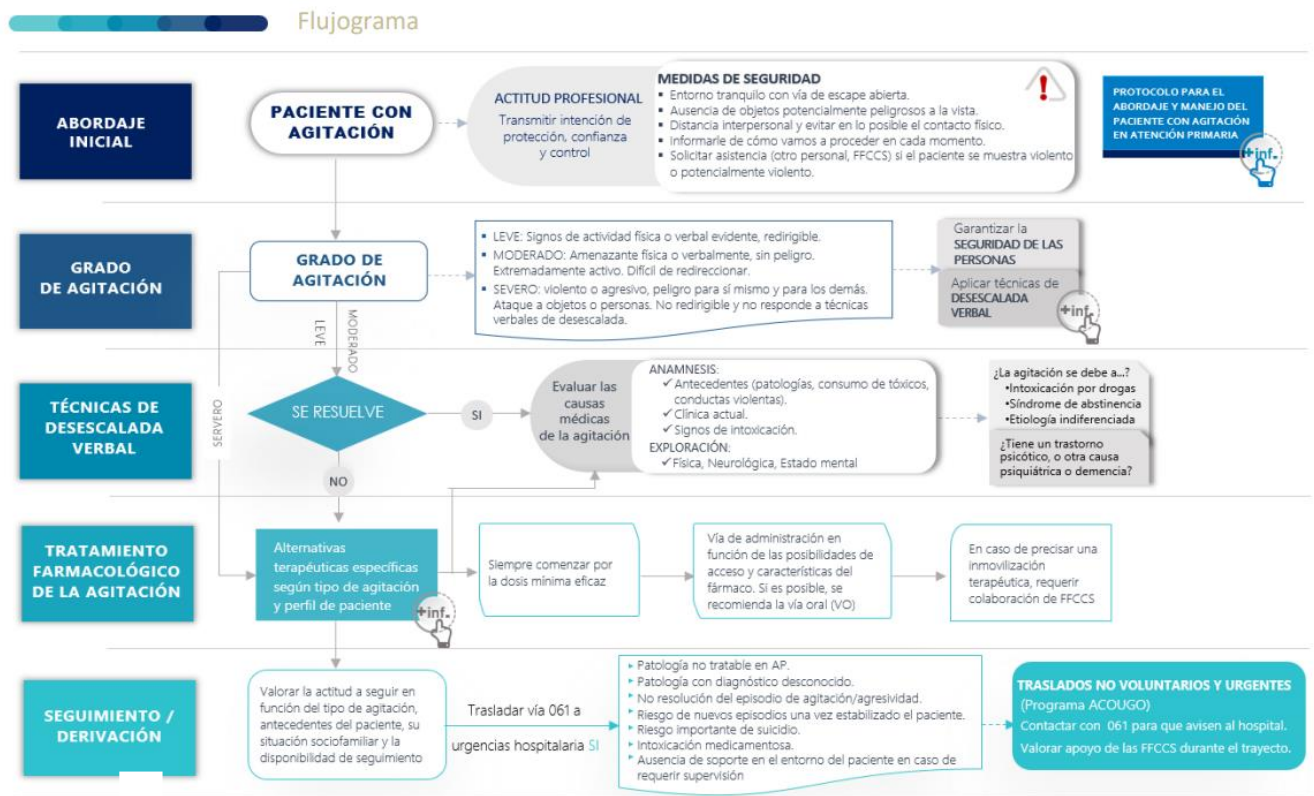 Flujograma
ABORDAJE
INICIAL
PACIENTE CON
AGITACIÓN
ACTITUD PROFESIONAL
Transmitir intención de
protección, confianza
y control
MEDIDAS DE SEGURIDAD
▪ Entorno tranquilo con vía de escape abierta.
▪ Ausencia de objetos potencialmente peligrosos a la vista.
▪ Distancia interpersonal y evitar en lo posible el contacto físico.
▪ Informarle de cómo vamos a proceder en cada momento.
▪ Solicitar asistencia (otro personal, FFCCS) si el paciente se muestra violento
o potencialmente violento.
PROTOCOLO PARA EL
ABORDAJE Y MANEJO DEL
PACIENTE CON AGITACIÓN
EN ATENCIÓN PRIMARIA
+inf.
GRADO
DE AGITACIÓN
GRADO DE
AGITACIÓN
▪ LEVE: Signos de actividad física o verbal evidente, redirigible.
▪ MODERADO: Amenazante física o verbalmente, sin peligro.
Extremadamente activo. Difícil de redireccionar.
▪ SEVERO: violento o agresivo, peligro para sí mismo y para los demás.
Ataque a objetos o personas. No redirigible y no responde a técnicas
verbales de desescalada.
Garantizar la
SEGURIDAD DE LAS
PERSONAS
Aplicar técnicas de
DESESCALADA
VERBAL
+inf.
LEVE
MODERADO
SERVERO
TÉCNICAS DE
DESESCALADA
VERBAL
SE RESUELVE
SI
NO
Evaluar las
causas
médicas
de la agitación
ANAMNESIS:
✓ Antecedentes (patologías, consumo de tóxicos,
conductas violentas).
✓ Clínica actual.
✓ Signos de intoxicación.
EXPLORACIÓN:
✓ Física, Neurológica, Estado mental
¿La agitación se debe a...?
•Intoxicación por drogas
•Síndrome de abstinencia
•Etiología indiferenciada
¿Tiene un trastorno
psicótico, o otra causa
psiquiátrica o demencia?
TRATAMIENTO
FARMACOLÓGICO
DE LA AGITACIÓN
Alternativas
terapéuticas específicas
según tipo de agitación
y perfil de paciente
+inf.
Siempre comenzar por
la dosis mínima eficaz
Vía de administración en
función de las posibilidades de
acceso y características del
fármaco. Si es posible, se
recomienda la vía oral (VO)
En caso de precisar una
inmovilización
terapéutica, requerir
colaboración de FFCCS
SEGUIMIENTO /
DERIVACIÓN
Valorar la actitud a seguir en
función del tipo de agitación,
antecedentes del paciente, su
situación sociofamiliar y la
disponibilidad de seguimiento
Trasladar vía 061 a
urgencias hospitalaria SI
▸ Patología no tratable en AP.
▸ Patología con diagnóstico desconocido.
▸ No resolución del episodio de agitación/agresividad.
▸ Riesgo de nuevos episodios una vez estabilizado el paciente.
▸ Riesgo importante de suicidio.
▸ Intoxicación medicamentosa.
▸ Ausencia de soporte en el entorno del paciente en caso de
requerir supervisión
TRASLADOS NO VOLUNTARIOS Y URGENTES
(Programa ACOUGO)
Contactar con 061 para que avisen al hospital.
Valorar apoyo de las FFCCS durante el trayecto.